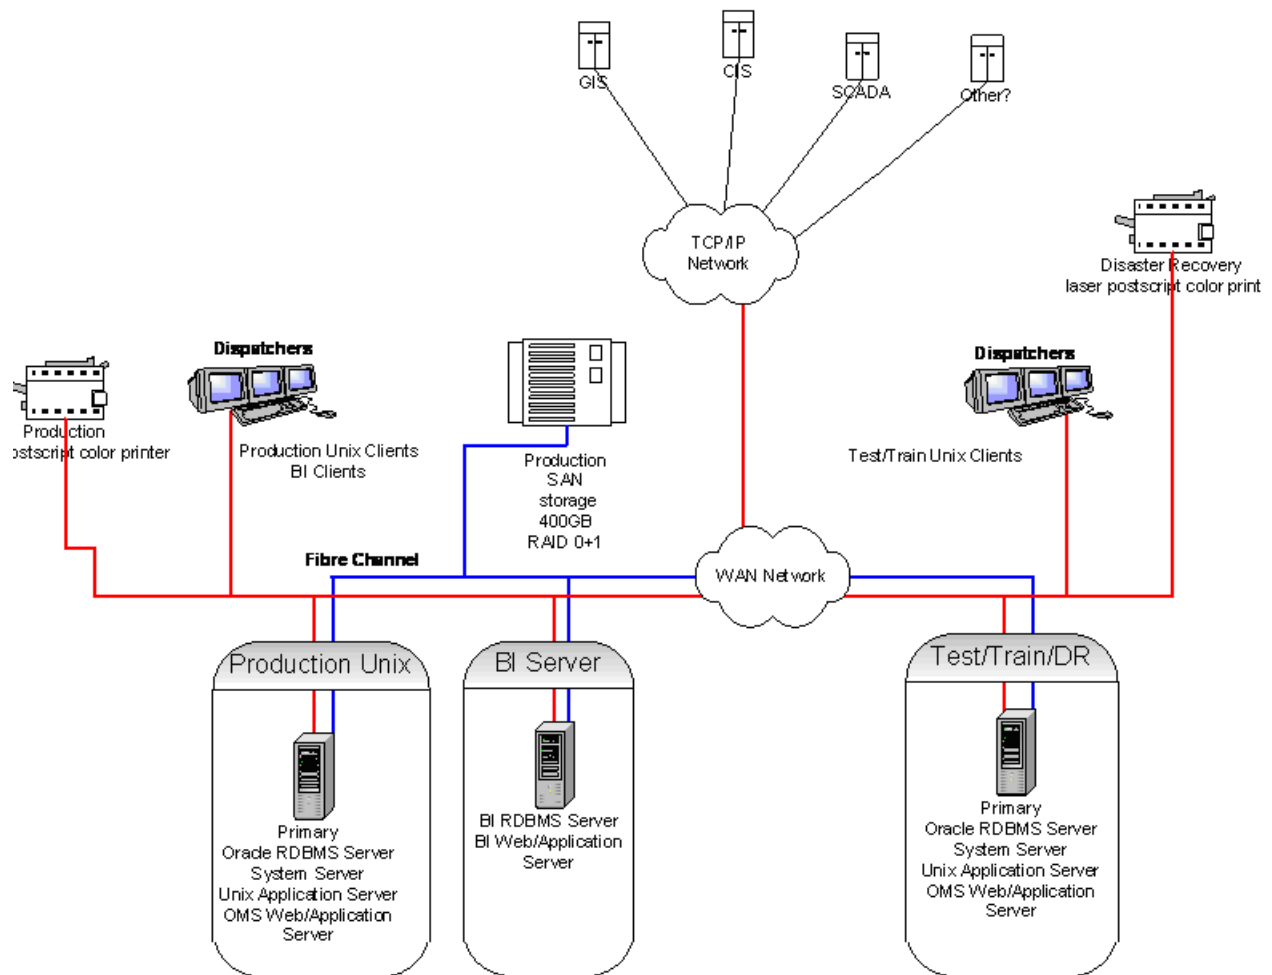 GIS
CIS
SCADA
Other?
TCP/IP
Network
Disaster Recovery
laser postscript color print
Dispatchers
Dispatchers
Production
ostscript color printer
Production Unix Clients
BI Clients
Production
SAN
storage
400GB
RAID 0+1
Test/Train Unix Clients
Fibre Channel
WAN Network
Production Unix
BI Server
Test/Train/DR
Primary
Oracle RDBMS Server
System Server
Unix Application Server
OMS Web/Application
Server
BI RDBMS Server
BI Web/Application
Server
Primary
Oracle RDBMS Server
System Server
Unix Application Server
OMS Web/Application
Server